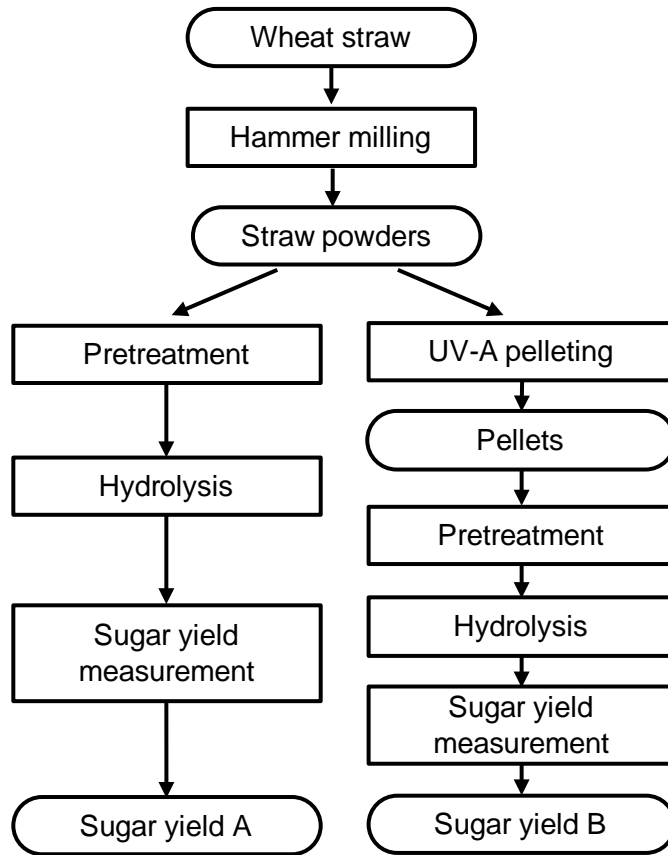 Wheat straw
Hammer milling
Straw powders
Pretreatment
Hydrolysis
Sugar yield
measurement
Sugar yield A
UV-A pelleting
Pellets
Pretreatment
Hydrolysis
Sugar yield
measurement
Sugar yield B